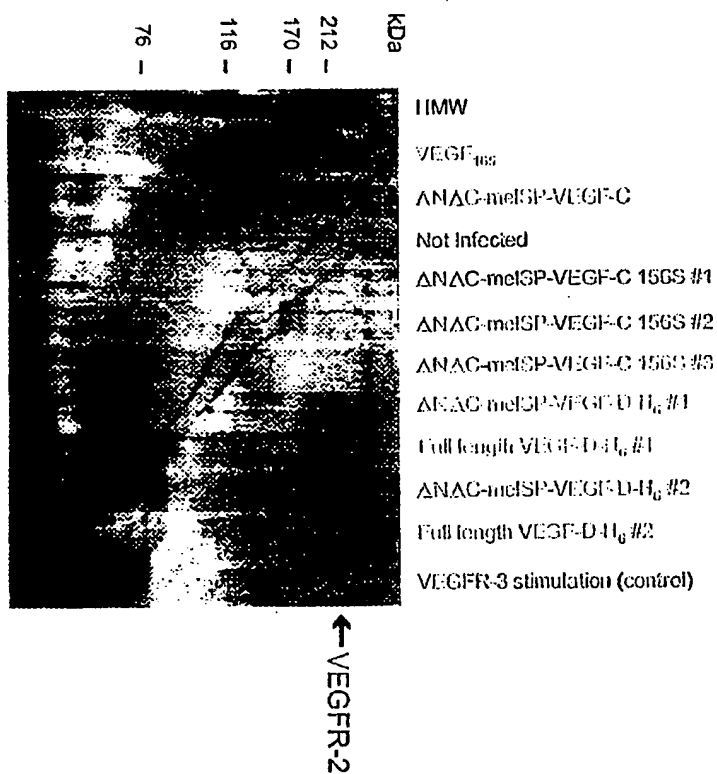 kDa
212 –
170 –
116 –
76 –
HMW
VEGF165
ΔNΔC-melSP-VEGF-C
Not Infected
ΔNΔC-melSP-VEGF-C 156S #1
ΔNΔC-melSP-VEGF-C 156S #2
ΔNΔC-melSP-VEGF-C 156S #3
ΔNΔC-melSP-VEGF-D-H6 #1
Full length VEGF-D-H6 #1
ΔNΔC-melSP-VEGF-D-H6 #2
Full length VEGF-D-H6 #2
VEGFR-3 stimulation (control)
←VEGFR-2